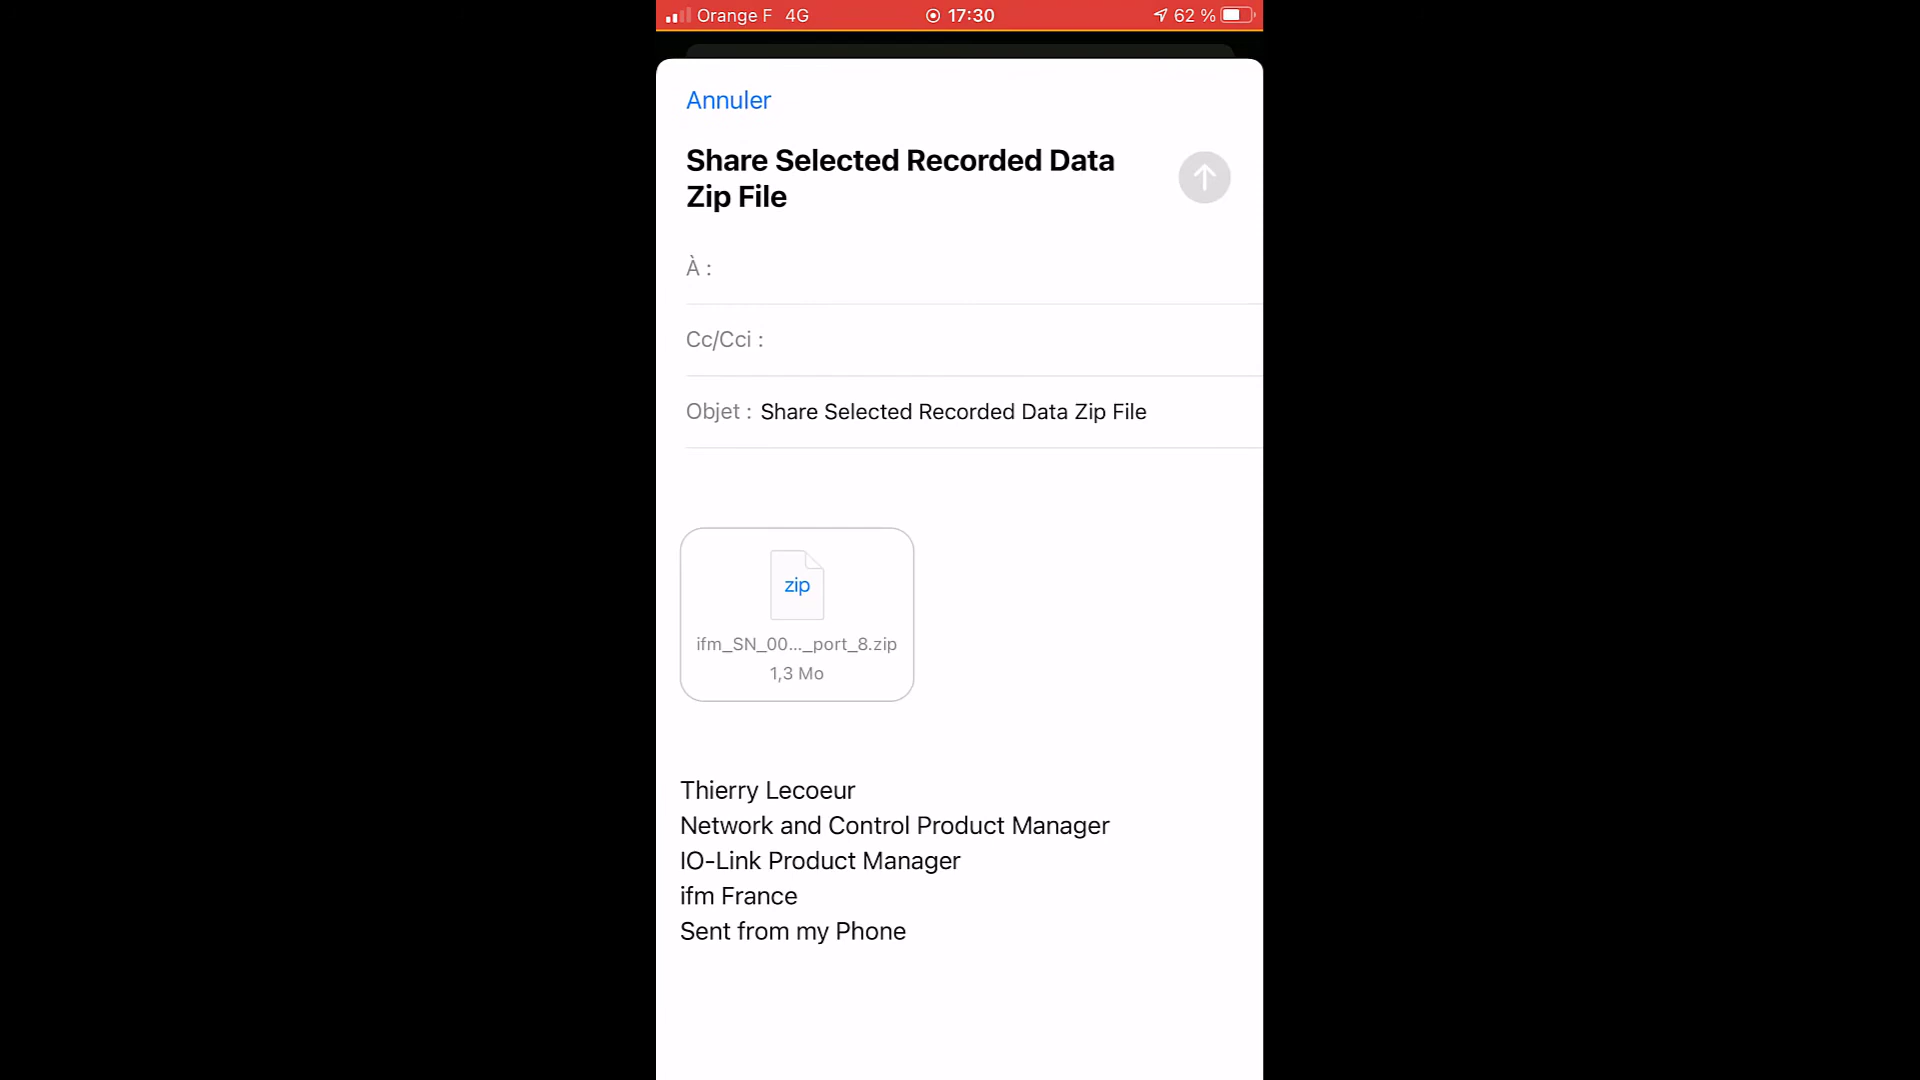 Orange F 4G 17:30 62 %
Annuler
Share Selected Recorded Data
Zip File
À :
Cc/Cci :
Objet : Share Selected Recorded Data Zip File
zip
ifm_SN_00..._port_8.zip
1,3 Mo
Thierry Lecoeur
Network and Control Product Manager
IO-Link Product Manager
ifm France
Sent from my Phone